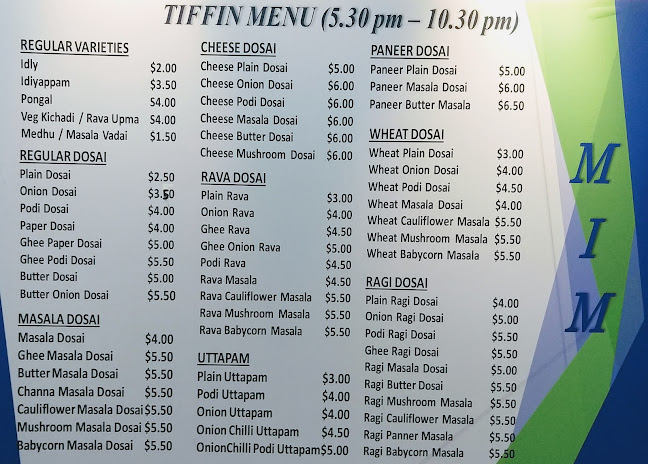 TIFFIN MENU (5.30 pm – 10.30 pm)
REGULAR VARIETIES
Idly $2.00
Idiyappam $3.50
Pongal $4.00
Veg Kichadi / Rava Upma $4.00
Medhu / Masala Vadai $1.50
REGULAR DOSAI
Plain Dosai $2.50
Onion Dosai $3.50
Podi Dosai $4.00
Paper Dosai $4.00
Ghee Paper Dosai $5.00
Ghee Podi Dosai $5.50
Butter Dosai $5.00
Butter Onion Dosai $5.50
MASALA DOSAI
Masala Dosai $4.00
Ghee Masala Dosai $5.50
Butter Masala Dosai $5.50
Channa Masala Dosai $5.50
Cauliflower Masala Dosai $5.50
Mushroom Masala Dosai $5.50
Babycorn Masala Dosai $5.50
CHEESE DOSAI
Cheese Plain Dosai $5.00
Cheese Onion Dosai $6.00
Cheese Podi Dosai $6.00
Cheese Masala Dosai $6.00
Cheese Butter Dosai $6.00
Cheese Mushroom Dosai $6.00
RAVA DOSAI
Plain Rava $3.00
Onion Rava $4.00
Ghee Rava $4.50
Ghee Onion Rava $5.00
Podi Rava $4.50
Rava Masala $4.50
Rava Cauliflower Masala $5.50
Rava Mushroom Masala $5.50
Rava Babycorn Masala $5.50
UTTAPAM
Plain Uttapam $3.00
Podi Uttapam $4.00
Onion Uttapam $4.00
Onion Chilli Uttapam $4.50
OnionChilli Podi Uttapam $5.00
PANEER DOSAI
Paneer Plain Dosai $5.00
Paneer Masala Dosai $6.00
Paneer Butter Masala $6.50
WHEAT DOSAI
Wheat Plain Dosai $3.00
Wheat Onion Dosai $4.00
Wheat Podi Dosai $4.50
Wheat Masala Dosai $4.00
Wheat Cauliflower Masala $5.50
Wheat Mushroom Masala $5.50
Wheat Babycorn Masala $5.50
RAGI DOSAI
Plain Ragi Dosai $4.00
Onion Ragi Dosai $5.00
Podi Ragi Dosai $5.50
Ghee Ragi Dosai $5.50
Ragi Masala Dosai $5.00
Ragi Butter Dosai $5.50
Ragi Mushroom Masala $5.50
Ragi Cauliflower Masala $5.50
Ragi Panner Masala $5.50
Ragi Babycorn Masala $5.50
M
I
M